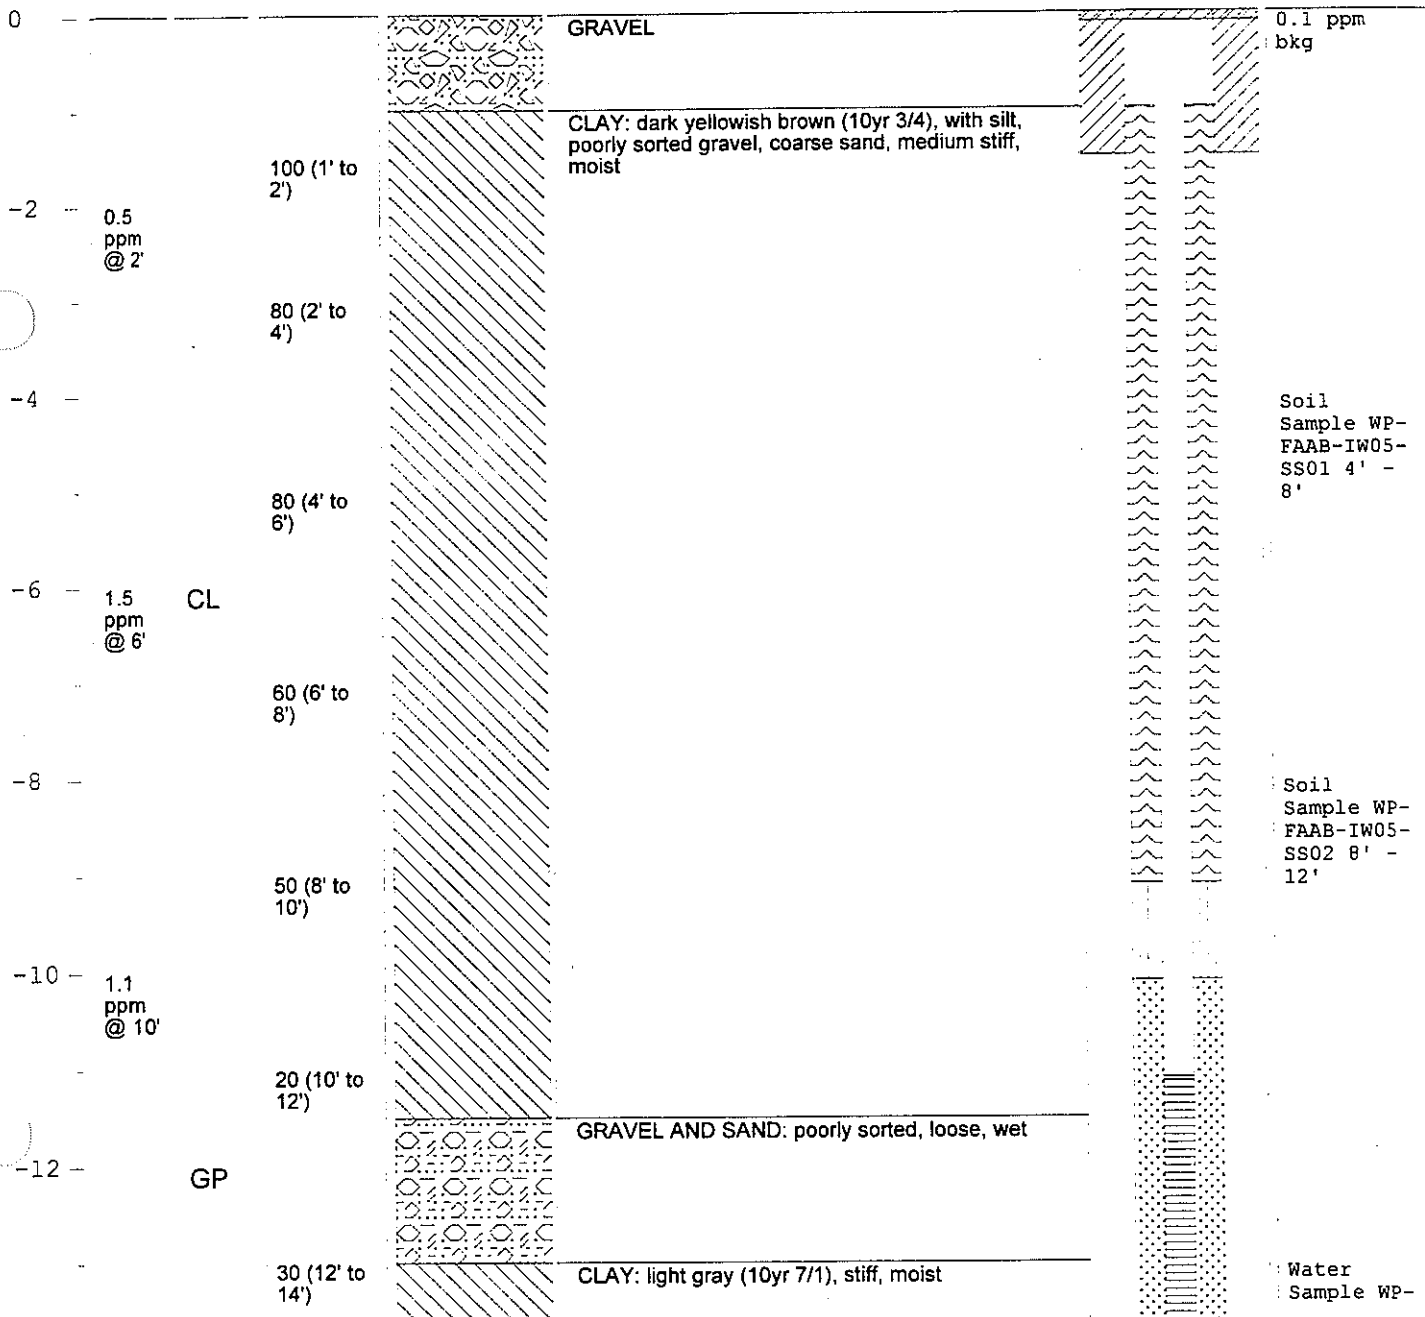 0
GRAVEL
0.1 ppm
bkg
CLAY: dark yellowish brown (10yr 3/4), with silt,
poorly sorted gravel, coarse sand, medium stiff,
moist
100 (1' to
2')
-2
0.5
ppm
@ 2'
80 (2' to
4')
-4
Soil
Sample WP-
FAAB-IW05-
SS01 4' -
8'
80 (4' to
6')
-6
1.5
ppm
@ 6'
CL
60 (6' to
8')
-8
Soil
Sample WP-
FAAB-IW05-
SS02 8' -
12'
50 (8' to
10')
-10
1.1
ppm
@ 10'
20 (10' to
12')
GRAVEL AND SAND: poorly sorted, loose, wet
-12
GP
30 (12' to
14')
CLAY: light gray (10yr 7/1), stiff, moist
Water
Sample WP-